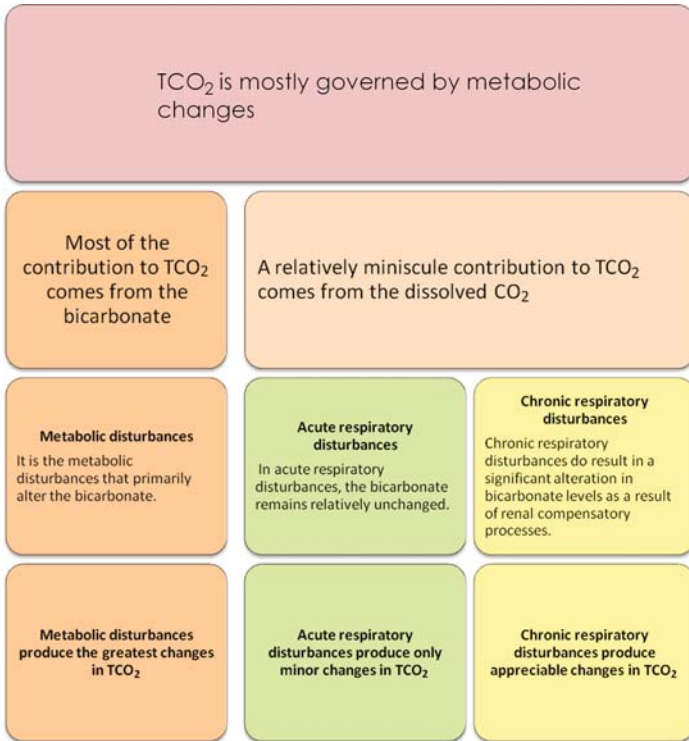 TCO₂ is mostly governed by metabolic
changes
Most of the
contribution to TCO₂
comes from the
bicarbonate
A relatively miniscule contribution to TCO₂
comes from the dissolved CO₂
Metabolic disturbances
It is the metabolic
disturbances that primarily
alter the bicarbonate.
Acute respiratory
disturbances
In acute respiratory
disturbances, the bicarbonate
remains relatively unchanged.
Chronic respiratory
disturbances
Chronic respiratory
disturbances do result in a
significant alteration in
bicarbonate levels as a result
of renal compensatory
processes.
Metabolic disturbances
produce the greatest changes
in TCO₂
Acute respiratory
disturbances produce only
minor changes in TCO₂
Chronic respiratory
disturbances produce
appreciable changes in TCO₂